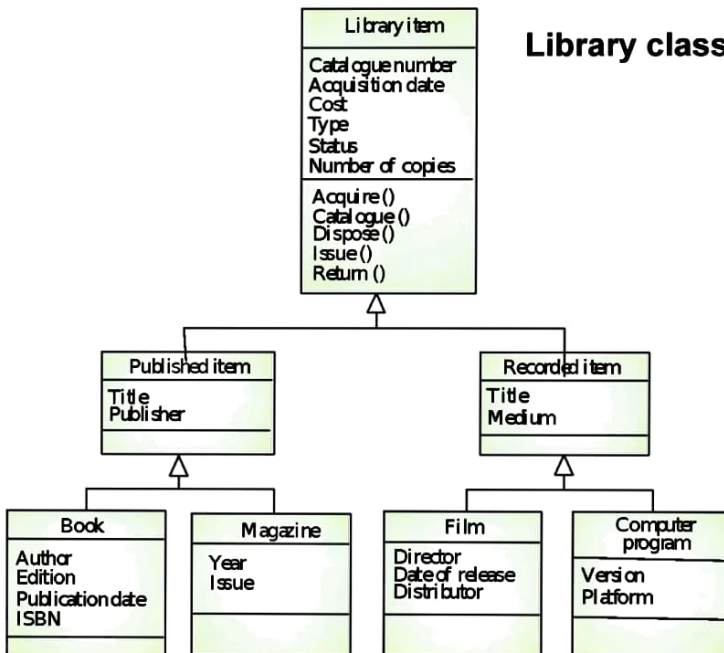 Library class
Library item
Catalogue number
Acquisition date
Cost
Type
Status
Number of copies
Acquire ()
Catalogue ()
Dispose ()
Issue ()
Return ()
Published item
Title
Publisher
Recorded item
Title
Medium
Book
Author
Edition
Publication date
ISBN
Magazine
Year
Issue
Film
Director
Date of release
Distributor
Computer
program
Version
Platform